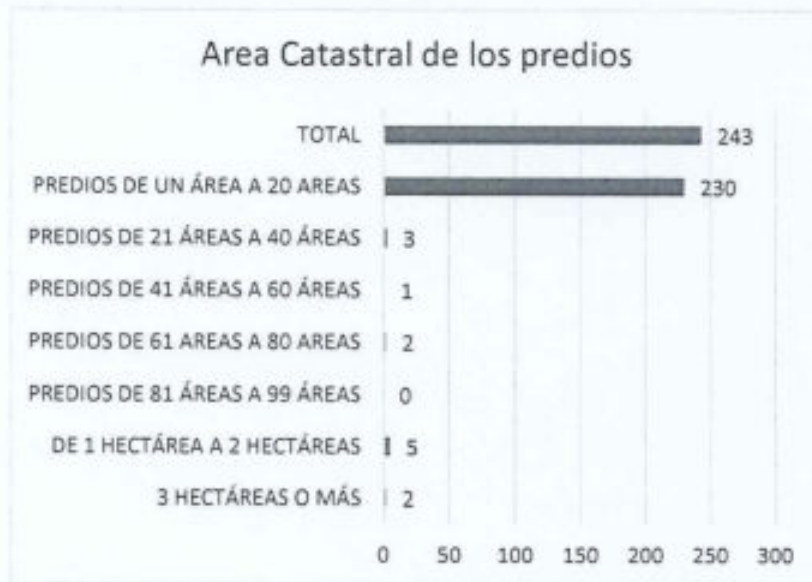 Area Catastral de los predios
TOTAL 243
PREDIOS DE UN ÁREA A 20 AREAS 230
PREDIOS DE 21 ÁREAS A 40 ÁREAS 3
PREDIOS DE 41 ÁREAS A 60 ÁREAS 1
PREDIOS DE 61 AREAS A 80 AREAS 2
PREDIOS DE 81 ÁREAS A 99 ÁREAS 0
DE 1 HECTÁREA A 2 HECTÁREAS 5
3 HECTÁREAS O MÁS 2
0 50 100 150 200 250 300